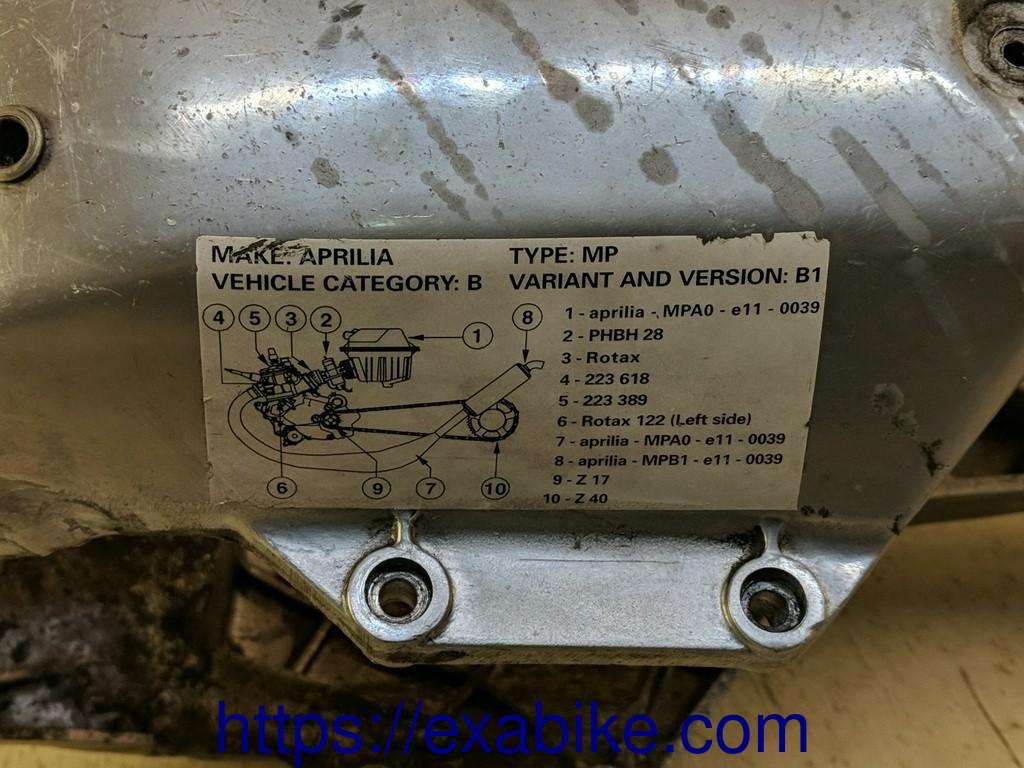 MAKE: APRILIA TYPE: MP
VEHICLE CATEGORY: B VARIANT AND VERSION: B1
4 5 3 2 1 8
6 9 7 10
1 - aprilia - MPA0 - e11 - 0039
2 - PHBH 28
3 - Rotax
4 - 223 618
5 - 223 389
6 - Rotax 122 (Left side)
7 - aprilia - MPA0 - e11 - 0039
8 - aprilia - MPB1 - e11 - 0039
9 - Z 17
10 - Z 40
https://exabike.com